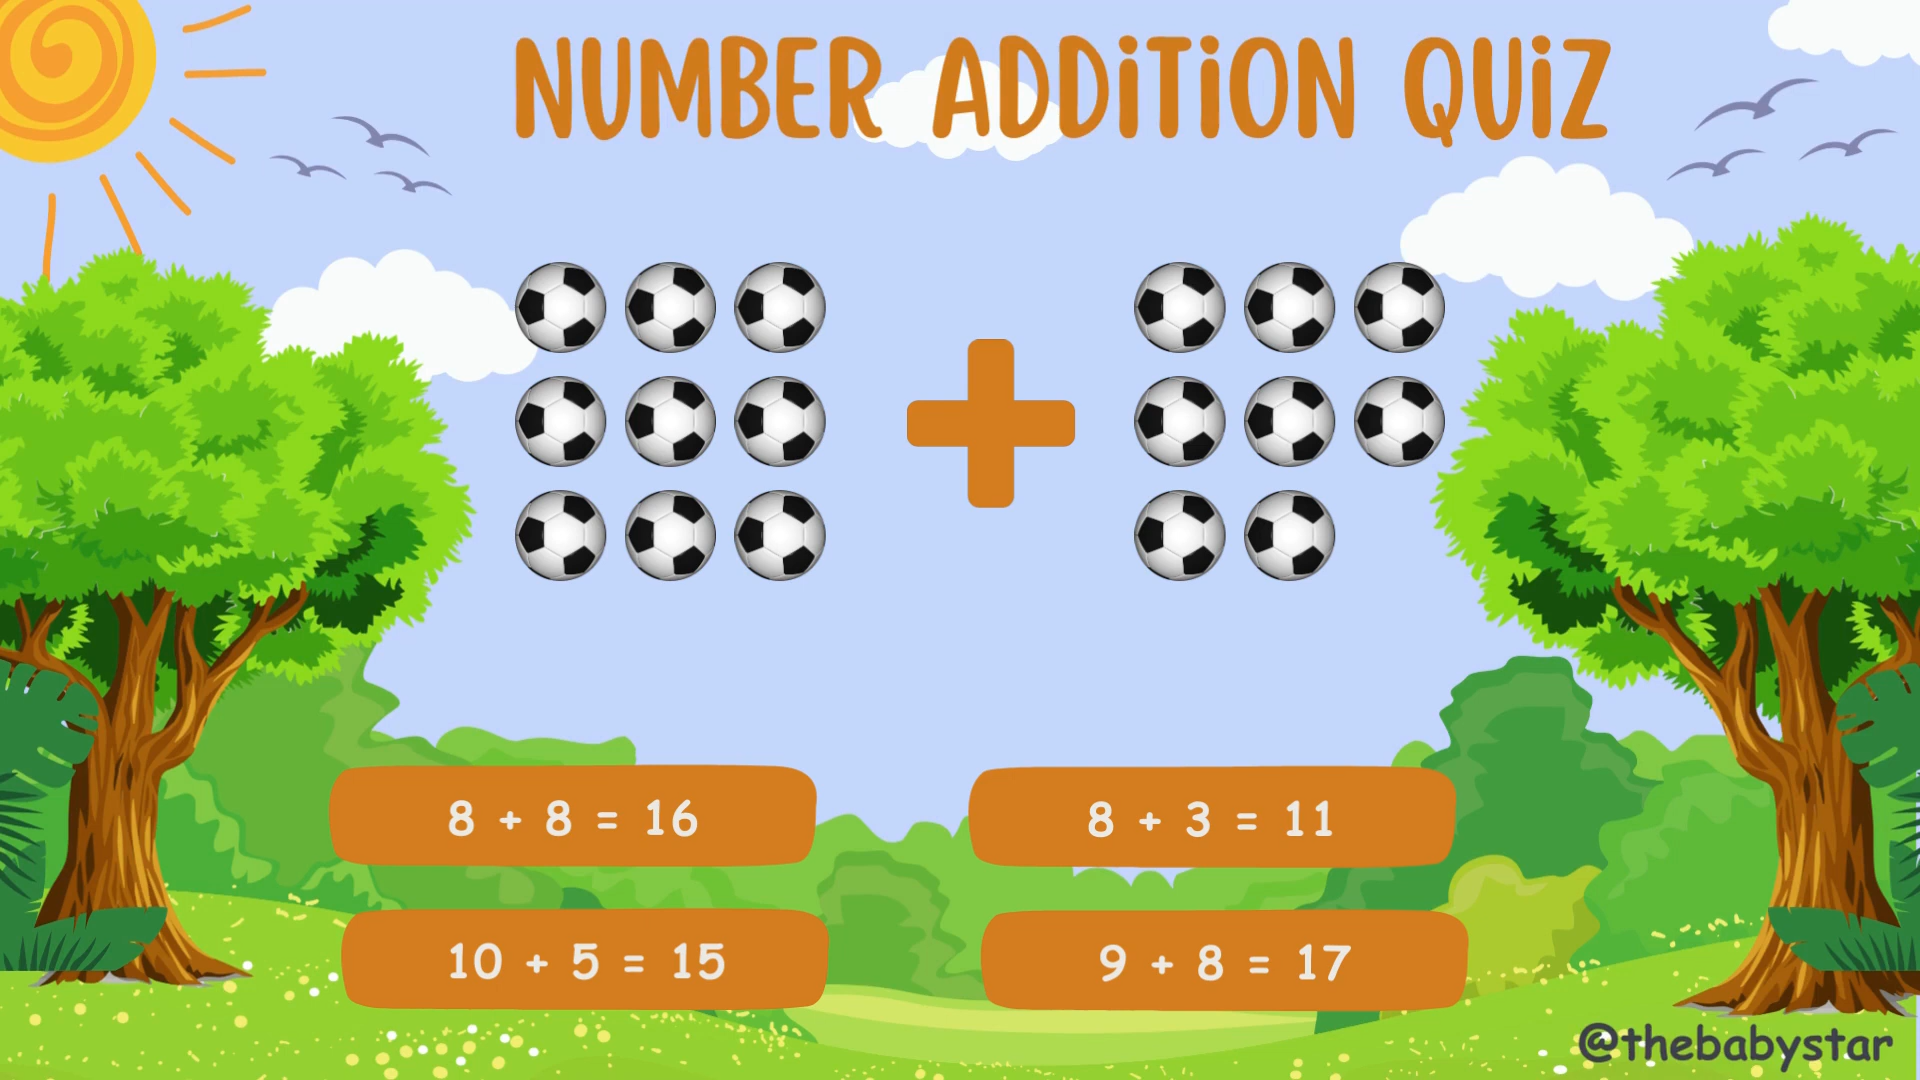 NUMBER ADDiTiON QUiZ
8 + 8 = 16
8 + 3 = 11
10 + 5 = 15
9 + 8 = 17
@thebabystar